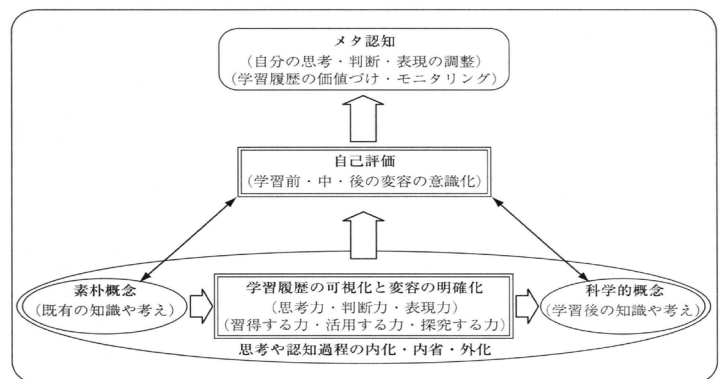 メタ認知
(自分の思考・判断・表現の調整)
(学習履歴の価値づけ・モニタリング)
自己評価
(学習前・中・後の変容の意識化)
素朴概念
(既有の知識や考え)
学習履歴の可視化と変容の明確化
(思考力・判断力・表現力)
(習得する力・活用する力・探究する力)
科学的概念
(学習後の知識や考え)
思考や認知過程の内化・内省・外化